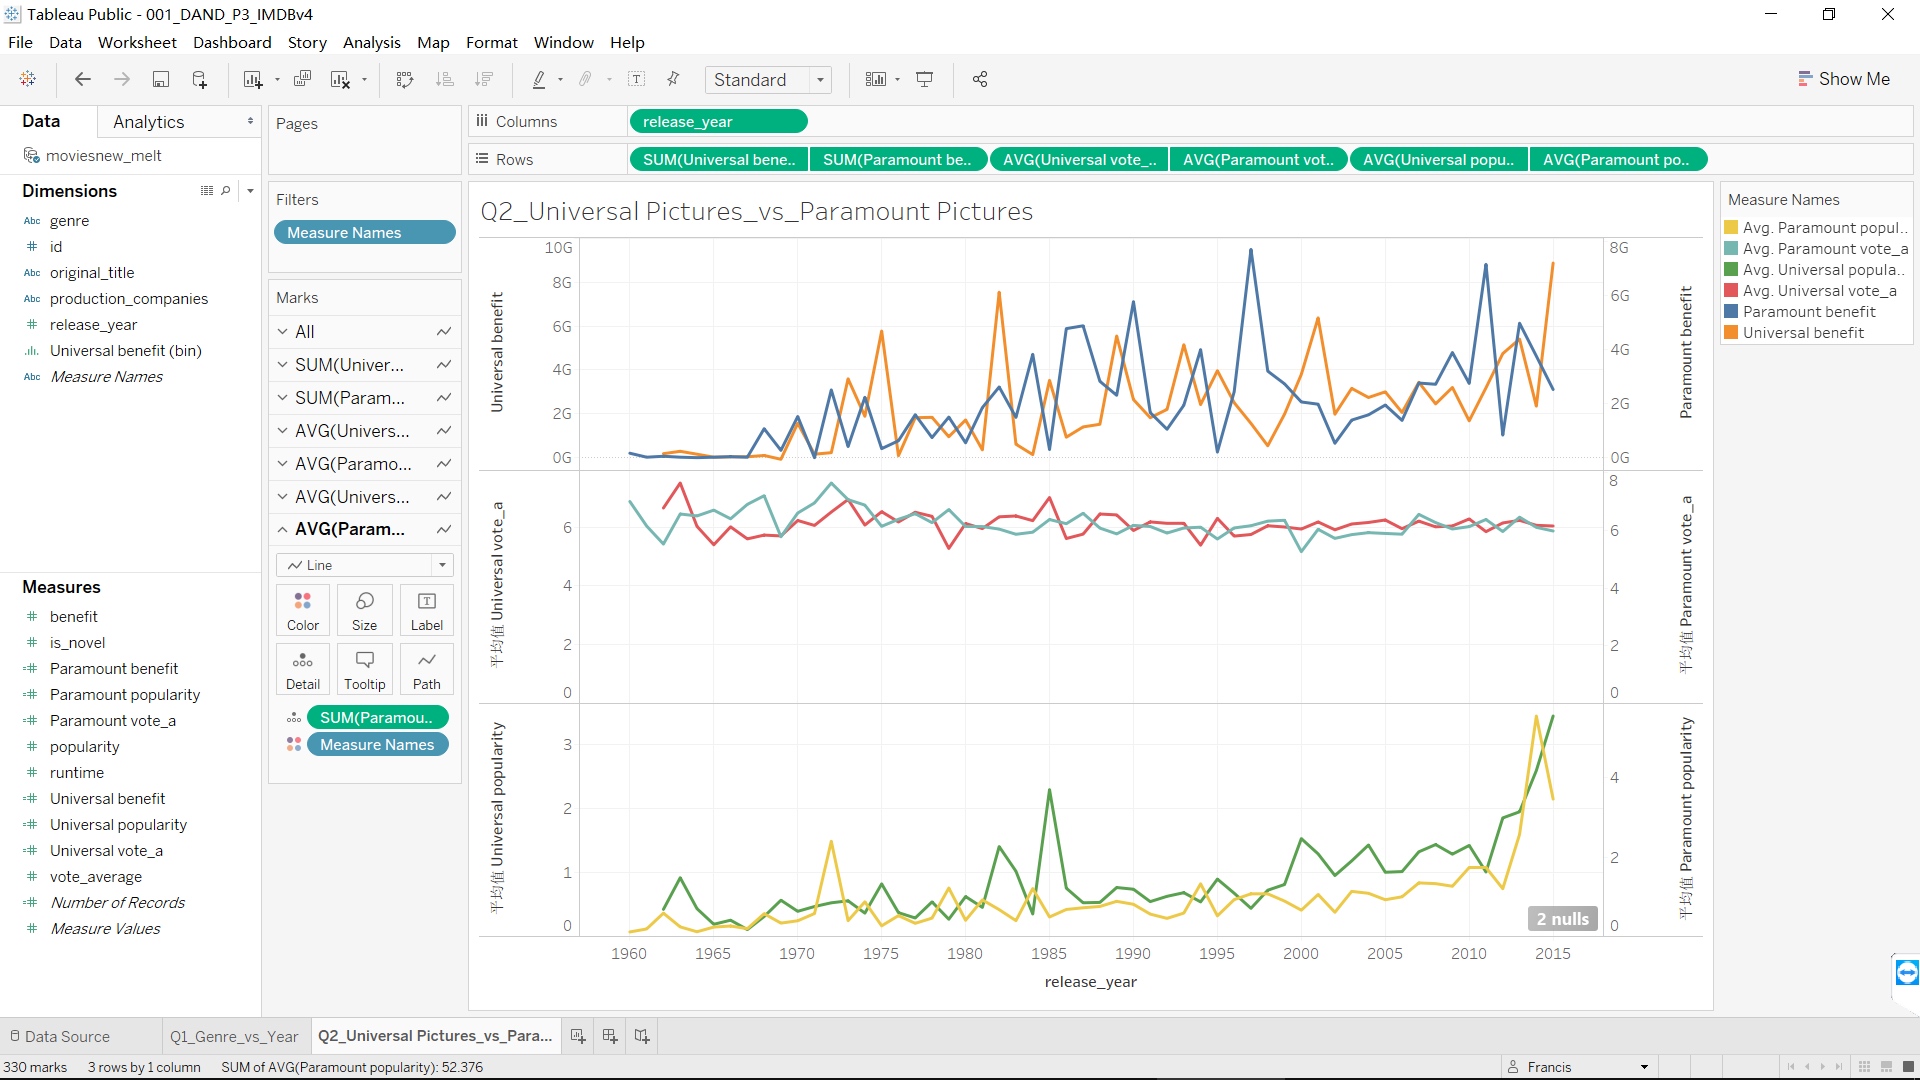 Tableau Public - 001_DAND_P3_IMDBv4
File Data Worksheet Dashboard Story Analysis Map Format Window Help
Standard
Show Me
Data
Analytics
moviesnew_melt
Dimensions
Abc genre
# id
Abc original_title
Abc production_companies
# release_year
Universal benefit (bin)
Abc Measure Names
Measures
# benefit
# is_novel
=# Paramount benefit
=# Paramount popularity
=# Paramount vote_a
# popularity
# runtime
=# Universal benefit
=# Universal popularity
=# Universal vote_a
# vote_average
=# Number of Records
# Measure Values
Pages
Filters
Measure Names
Marks
All
SUM(Univer...
SUM(Param...
AVG(Univers...
AVG(Paramo...
AVG(Univers...
AVG(Param...
Line
Color
Size
Label
Detail
Tooltip
Path
SUM(Paramou..
Measure Names
Columns
release_year
Rows
SUM(Universal bene..
SUM(Paramount be..
AVG(Universal vote_..
AVG(Paramount vot..
AVG(Universal popu..
AVG(Paramount po..
Q2_Universal Pictures_vs_Paramount Pictures
Universal benefit
10G
8G
6G
4G
2G
0G
8G
6G
4G
2G
0G
Paramount benefit
平均值 Universal vote_a
6
4
2
0
8
6
4
2
0
平均值 Paramount vote_a
平均值 Universal popularity
3
2
1
0
4
2
0
平均值 Paramount popularity
2 nulls
1960 1965 1970 1975 1980 1985 1990 1995 2000 2005 2010 2015
release_year
Measure Names
Avg. Paramount popul..
Avg. Paramount vote_a
Avg. Universal popula..
Avg. Universal vote_a
Paramount benefit
Universal benefit
Data Source
Q1_Genre_vs_Year
Q2_Universal Pictures_vs_Para...
330 marks
3 rows by 1 column
SUM of AVG(Paramount popularity): 52.376
Francis